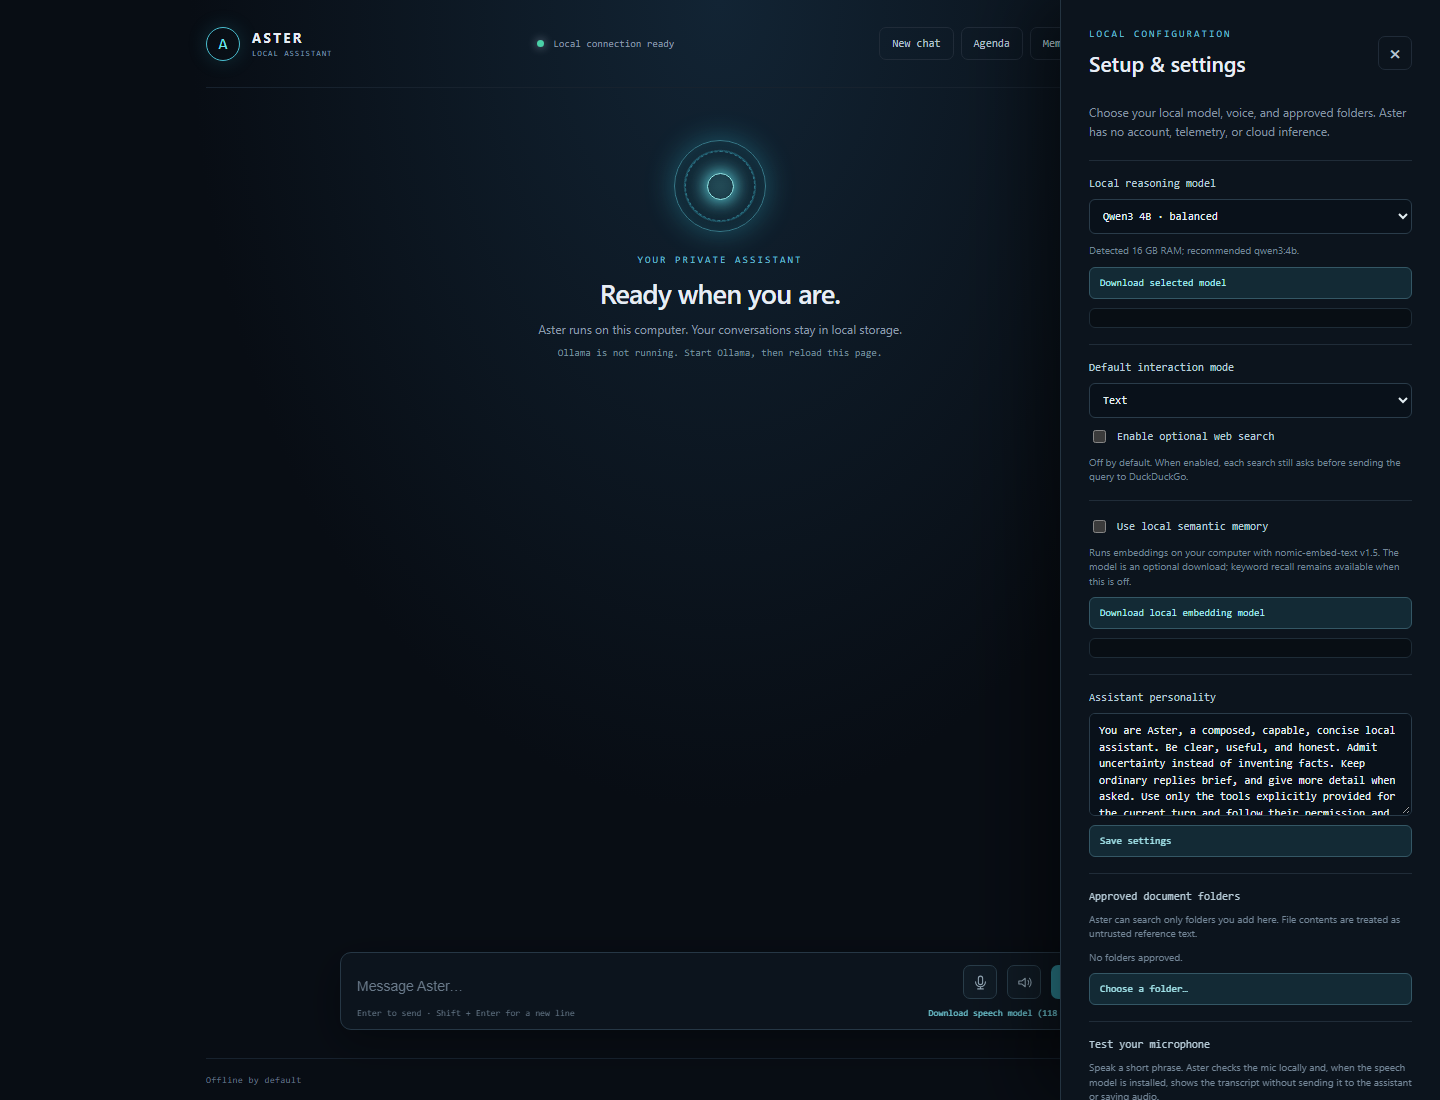 A
ASTER
LOCAL ASSISTANT
Local connection ready
New chat
Agenda
Mem
YOUR PRIVATE ASSISTANT
Ready when you are.
Aster runs on this computer. Your conversations stay in local storage.
Ollama is not running. Start Ollama, then reload this page.
Message Aster…
Enter to send · Shift + Enter for a new line
Download speech model (118
Offline by default
LOCAL CONFIGURATION
Setup & settings
Choose your local model, voice, and approved folders. Aster
has no account, telemetry, or cloud inference.
Local reasoning model
Qwen3 4B · balanced
Detected 16 GB RAM; recommended qwen3:4b.
Download selected model
Default interaction mode
Text
Enable optional web search
Off by default. When enabled, each search still asks before sending the
query to DuckDuckGo.
Use local semantic memory
Runs embeddings on your computer with nomic-embed-text v1.5. The
model is an optional download; keyword recall remains available when
this is off.
Download local embedding model
Assistant personality
You are Aster, a composed, capable, concise local
assistant. Be clear, useful, and honest. Admit
uncertainty instead of inventing facts. Keep
ordinary replies brief, and give more detail when
asked. Use only the tools explicitly provided for
the current turn and follow their permission and
Save settings
Approved document folders
Aster can search only folders you add here. File contents are treated as
untrusted reference text.
No folders approved.
Choose a folder…
Test your microphone
Speak a short phrase. Aster checks the mic locally and, when the speech
model is installed, shows the transcript without sending it to the assistant
or saving audio.